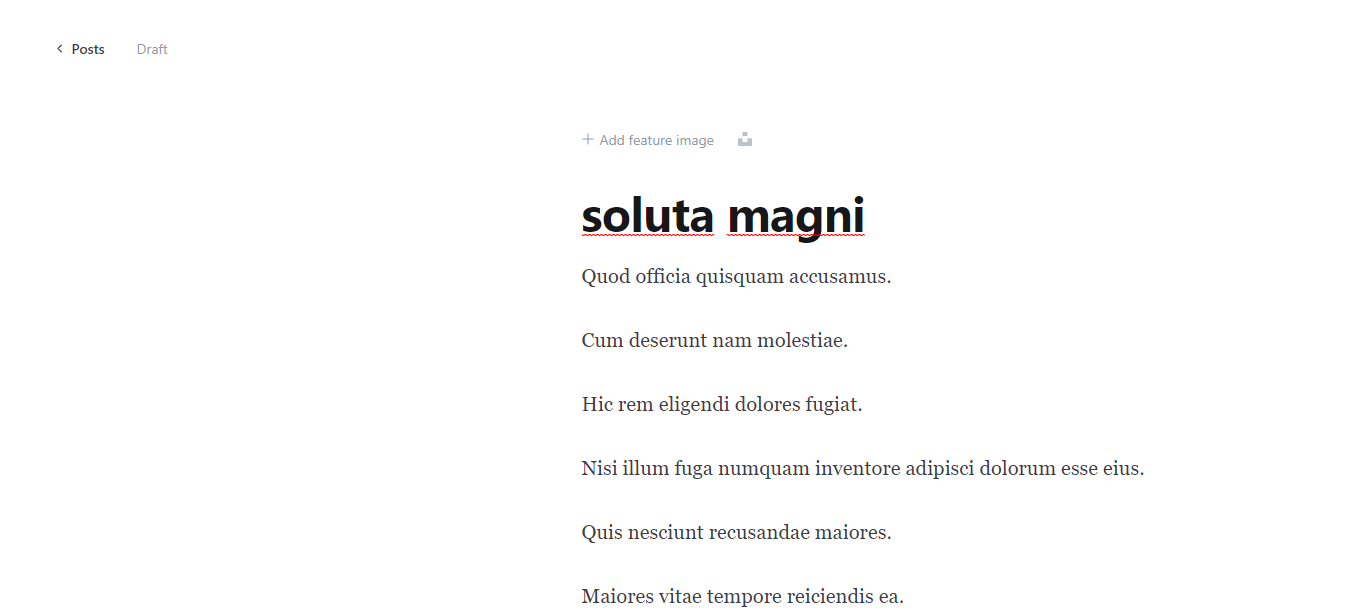 Posts Draft
Add feature image
soluta magni
Quod officia quisquam accusamus.
Cum deserunt nam molestiae.
Hic rem eligendi dolores fugiat.
Nisi illum fuga numquam inventore adipisci dolorum esse eius.
Quis nesciunt recusandae maiores.
Maiores vitae tempore reiciendis ea.